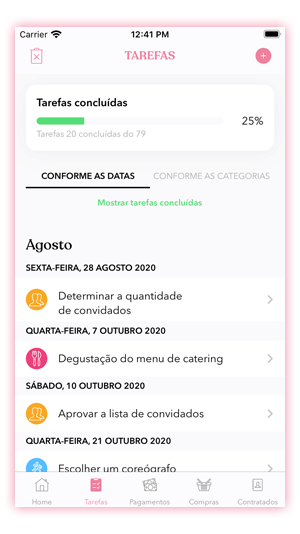 Carrier 12:41 PM
TAREFAS
Tarefas concluídas
25%
Tarefas 20 concluídas do 79
CONFORME AS DATAS CONFORME AS CATEGORIAS
Mostrar tarefas concluídas
Agosto
SEXTA-FEIRA, 28 AGOSTO 2020
Determinar a quantidade
de convidados
QUARTA-FEIRA, 7 OUTUBRO 2020
Degustação do menu de catering
SÁBADO, 10 OUTUBRO 2020
Aprovar a lista de convidados
QUARTA-FEIRA, 21 OUTUBRO 2020
Escolher um coreógrafo
Home Tarefas Pagamentos Compras Contratados